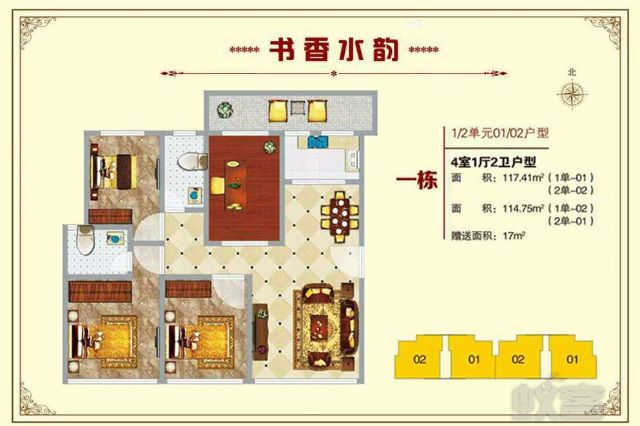 书香水韵
北
1/2单元01/02户型
一栋
4室1厅2卫户型
面 积：117.41m²（1单-01）
（2单-02）
面 积：114.75m²（1单-02）
（2单-01）
赠送面积：17m²
02 01 02 01
蚁客